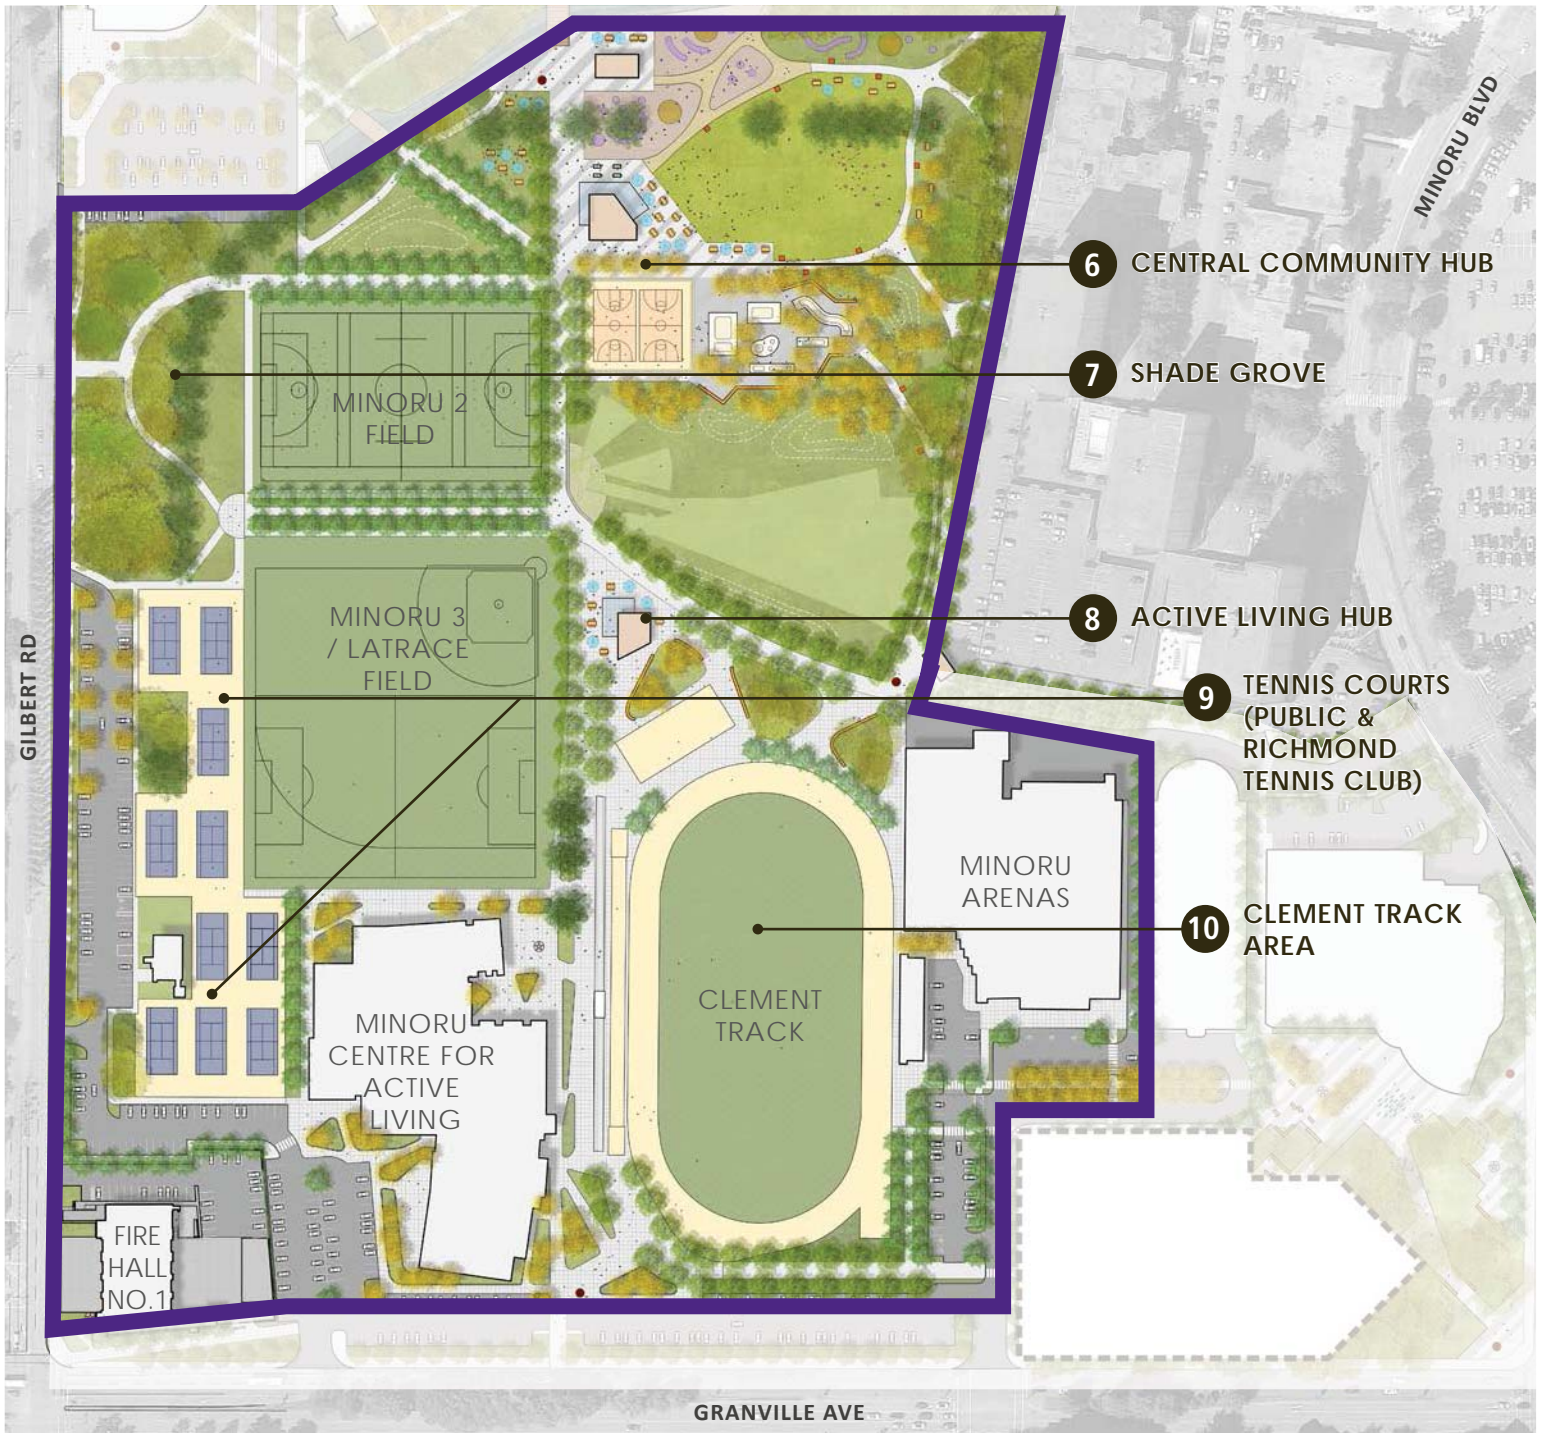 MINORU BLVD
6 CENTRAL COMMUNITY HUB
7 SHADE GROVE
MINORU 2
FIELD
8 ACTIVE LIVING HUB
MINORU 3
/ LATRACE
FIELD
GILBERT RD
9 TENNIS COURTS
(PUBLIC &
RICHMOND
TENNIS CLUB)
MINORU
ARENAS
10 CLEMENT TRACK
AREA
CLEMENT
TRACK
MINORU
CENTRE FOR
ACTIVE
LIVING
FIRE
HALL
NO.1
GRANVILLE AVE